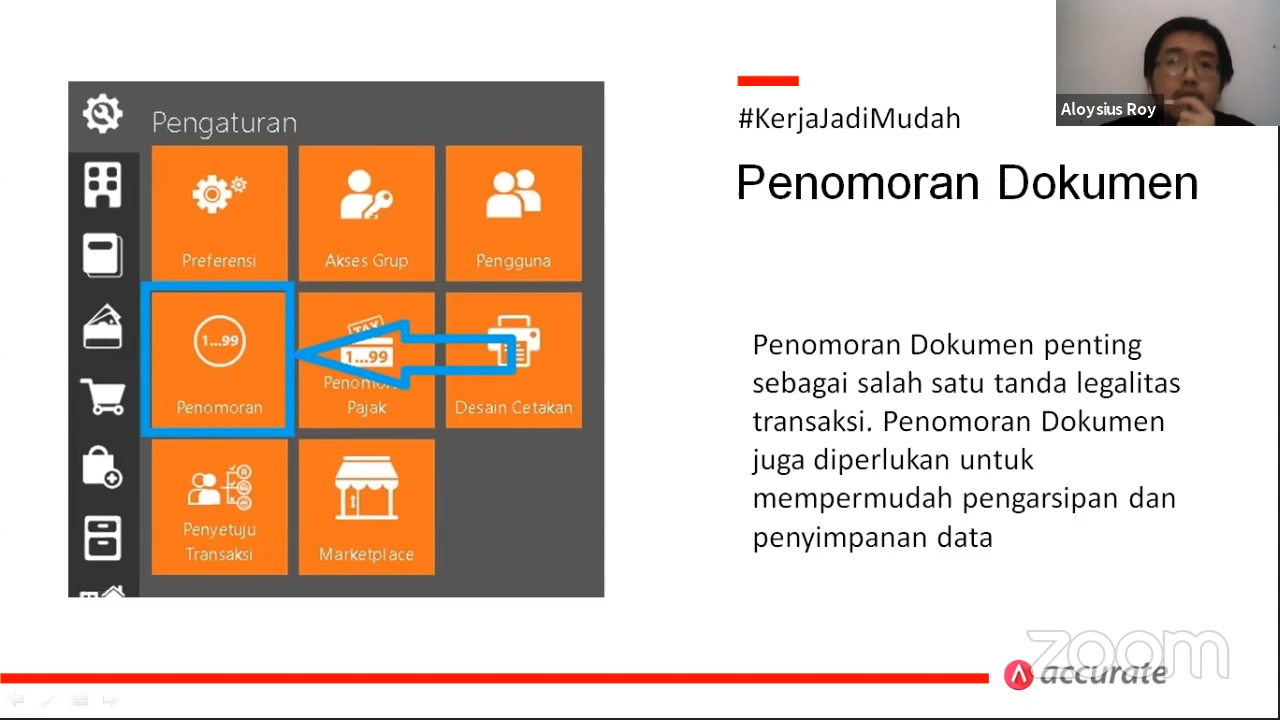 Aloysius Roy
#KerjaJadiMudah
Penomoran Dokumen
Pengaturan
Preferensi
Akses Grup
Pengguna
1...99
Penomoran
TAX
1...99
Pajak
Desain Cetakan
Penyetuju
Transaksi
Marketplace
Penomoran Dokumen penting
sebagai salah satu tanda legalitas
transaksi. Penomoran Dokumen
juga diperlukan untuk
mempermudah pengarsipan dan
penyimpanan data
zoom
accurate